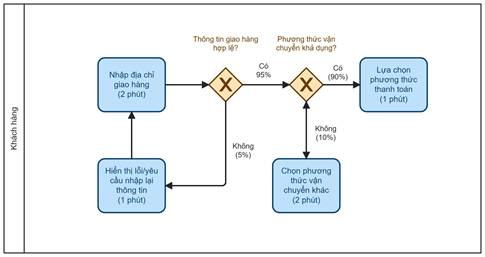 Khách hàng
Thông tin giao hàng
hợp lệ?
Phương thức vận
chuyển khả dụng?
Nhập địa chỉ
giao hàng
(2 phút)
Có
95%
Có
(90%)
Lựa chọn
phương thức
thanh toán
(1 phút)
Không
(5%)
Không
(10%)
Hiển thị lỗi/yêu
cầu nhập lại
thông tin
(1 phút)
Chọn phương
thức vận
chuyển khác
(2 phút)